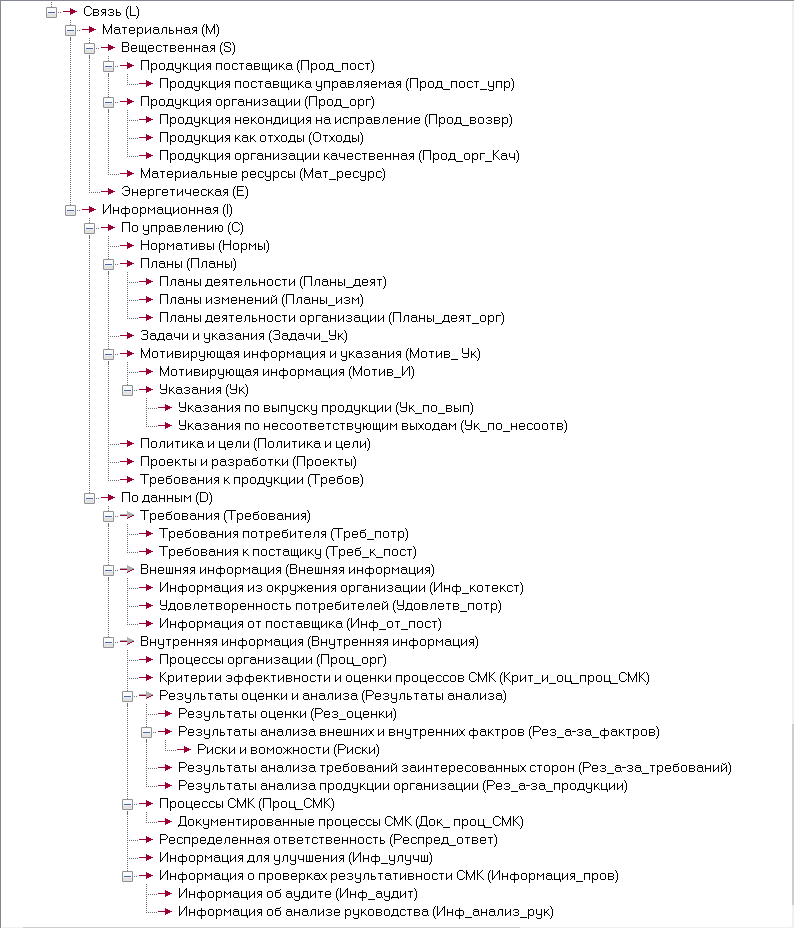 Связь (L)
Материальная (M)
Вещественная (S)
Продукция поставщика (Прод_пост)
Продукция поставщика управляемая (Прод_пост_упр)
Продукция организации (Прод_орг)
Продукция некондиция на исправление (Прод_возвр)
Продукция как отходы (Отходы)
Продукция организации качественная (Прод_орг_Кач)
Материальные ресурсы (Мат_ресурс)
Энергетическая (E)
Информационная (I)
По управлению (C)
Нормативы (Нормы)
Планы (Планы)
Планы деятельности (Планы_деят)
Планы изменений (Планы_изм)
Планы деятельности организации (Планы_деят_орг)
Задачи и указания (Задачи_Ук)
Мотивирующая информация и указания (Мотив_ Ук)
Мотивирующая информация (Мотив_И)
Указания (Ук)
Указания по выпуску продукции (Ук_по_вып)
Указания по несоответствующим выходам (Ук_по_несоотв)
Политика и цели (Политика и цели)
Проекты и разработки (Проекты)
Требования к продукции (Требов)
По данным (D)
Требования (Требования)
Требования потребителя (Треб_потр)
Требования к постащику (Треб_к_пост)
Внешняя информация (Внешняя информация)
Информация из окружения организации (Инф_котекст)
Удовлетворенность потребителей (Удовлетв_потр)
Информация от поставщика (Инф_от_пост)
Внутренняя информация (Внутренняя информация)
Процессы организации (Проц_орг)
Критерии эффективности и оценки процессов СМК (Крит_и_оц_проц_СМК)
Результаты оценки и анализа (Результаты анализа)
Результаты оценки (Рез_оценки)
Результаты анализа внешних и внутренних фактров (Рез_а-за_факторов)
Риски и воможности (Риски)
Результаты анализа требований заинтересованных сторон (Рез_а-за_требований)
Результаты анализа продукции организации (Рез_а-за_продукции)
Процессы СМК (Проц_СМК)
Документированные процессы СМК (Док_ проц_СМК)
Респределенная ответственность (Респред_ответ)
Информация для улучшения (Инф_улучш)
Информация о проверках результативности СМК (Информация_пров)
Информация об аудите (Инф_аудит)
Информация об анализе руководства (Инф_анализ_рук)